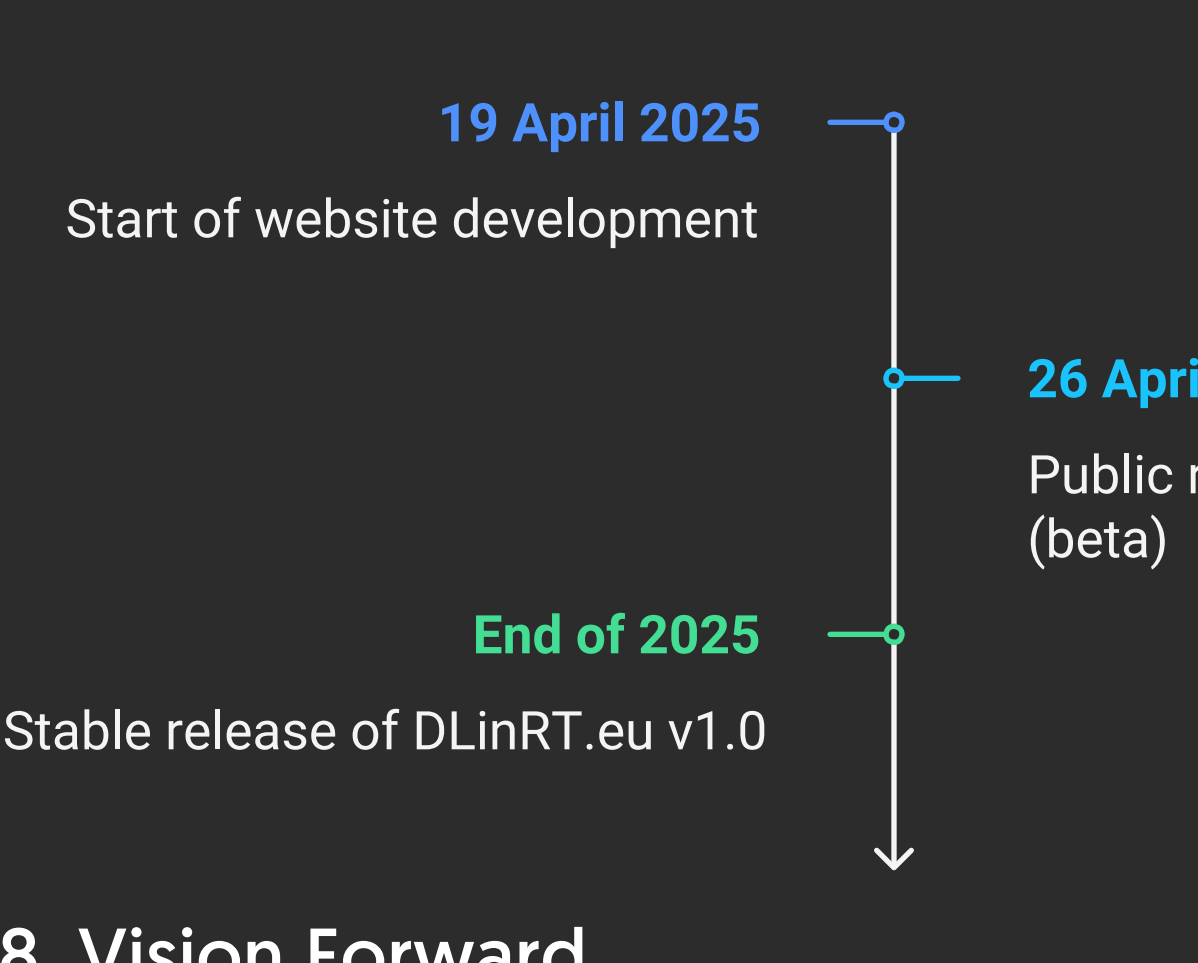 19 April 2025
Start of website development
26 Apri
Public
(beta)
End of 2025
Stable release of DLinRT.eu v1.0
8. Vision Forward